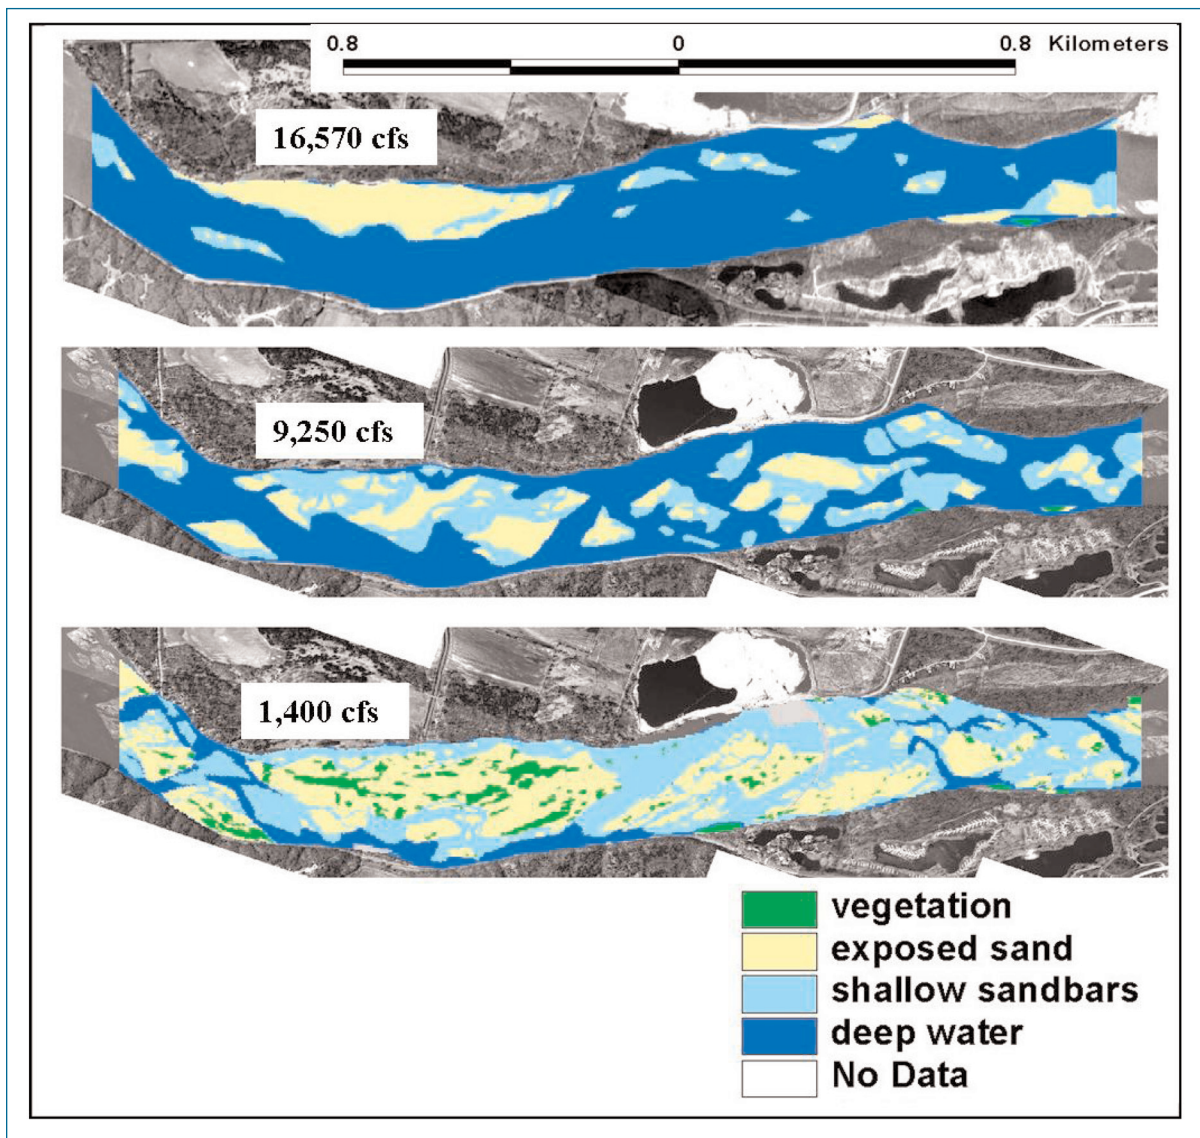 0.8 0 0.8 Kilometers
16,570 cfs
9,250 cfs
1,400 cfs
vegetation
exposed sand
shallow sandbars
deep water
No Data